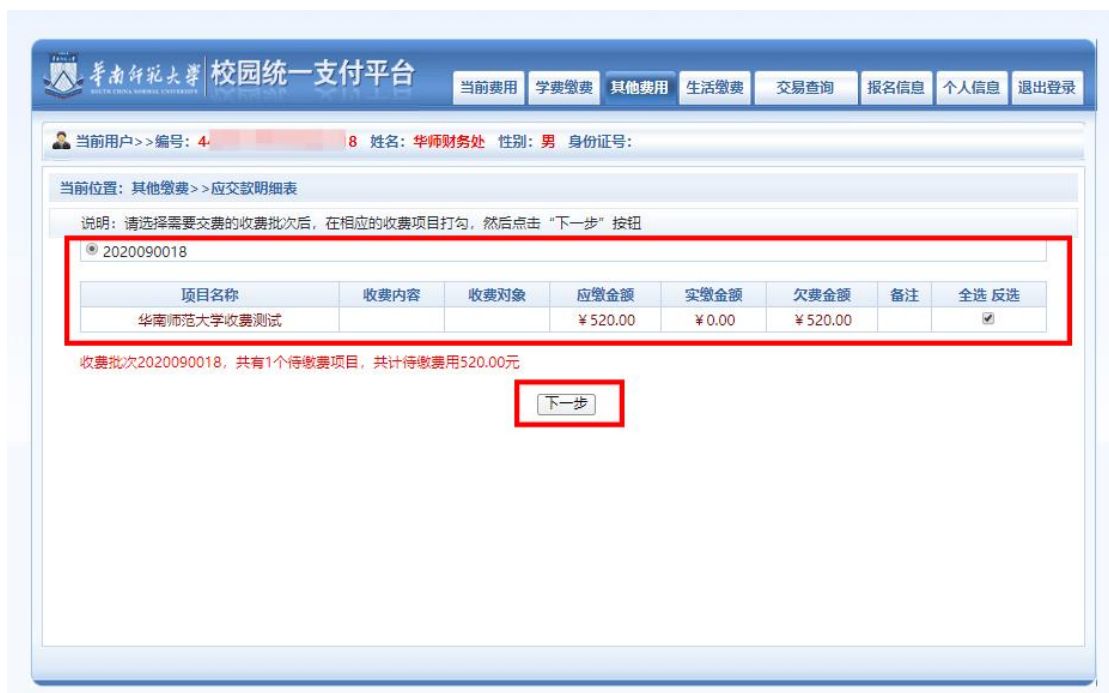 华南师范大学 校园统一支付平台
SOUTH CHINA NORMAL UNIVERSITY
当前费用 学费缴费 其他费用 生活缴费 交易查询 报名信息 个人信息 退出登录
当前用户>>编号：4 8 姓名：华师财务处 性别：男 身份证号：
当前位置：其他缴费>>应交款明细表
说明：请选择需要交费的收费批次后，在相应的收费项目打勾，然后点击“下一步”按钮
2020090018
项目名称 收费内容 收费对象 应缴金额 实缴金额 欠费金额 备注 全选 反选
华南师范大学收费测试 ￥520.00 ￥0.00 ￥520.00
收费批次2020090018，共有1个待缴费项目，共计待缴费用520.00元
下一步